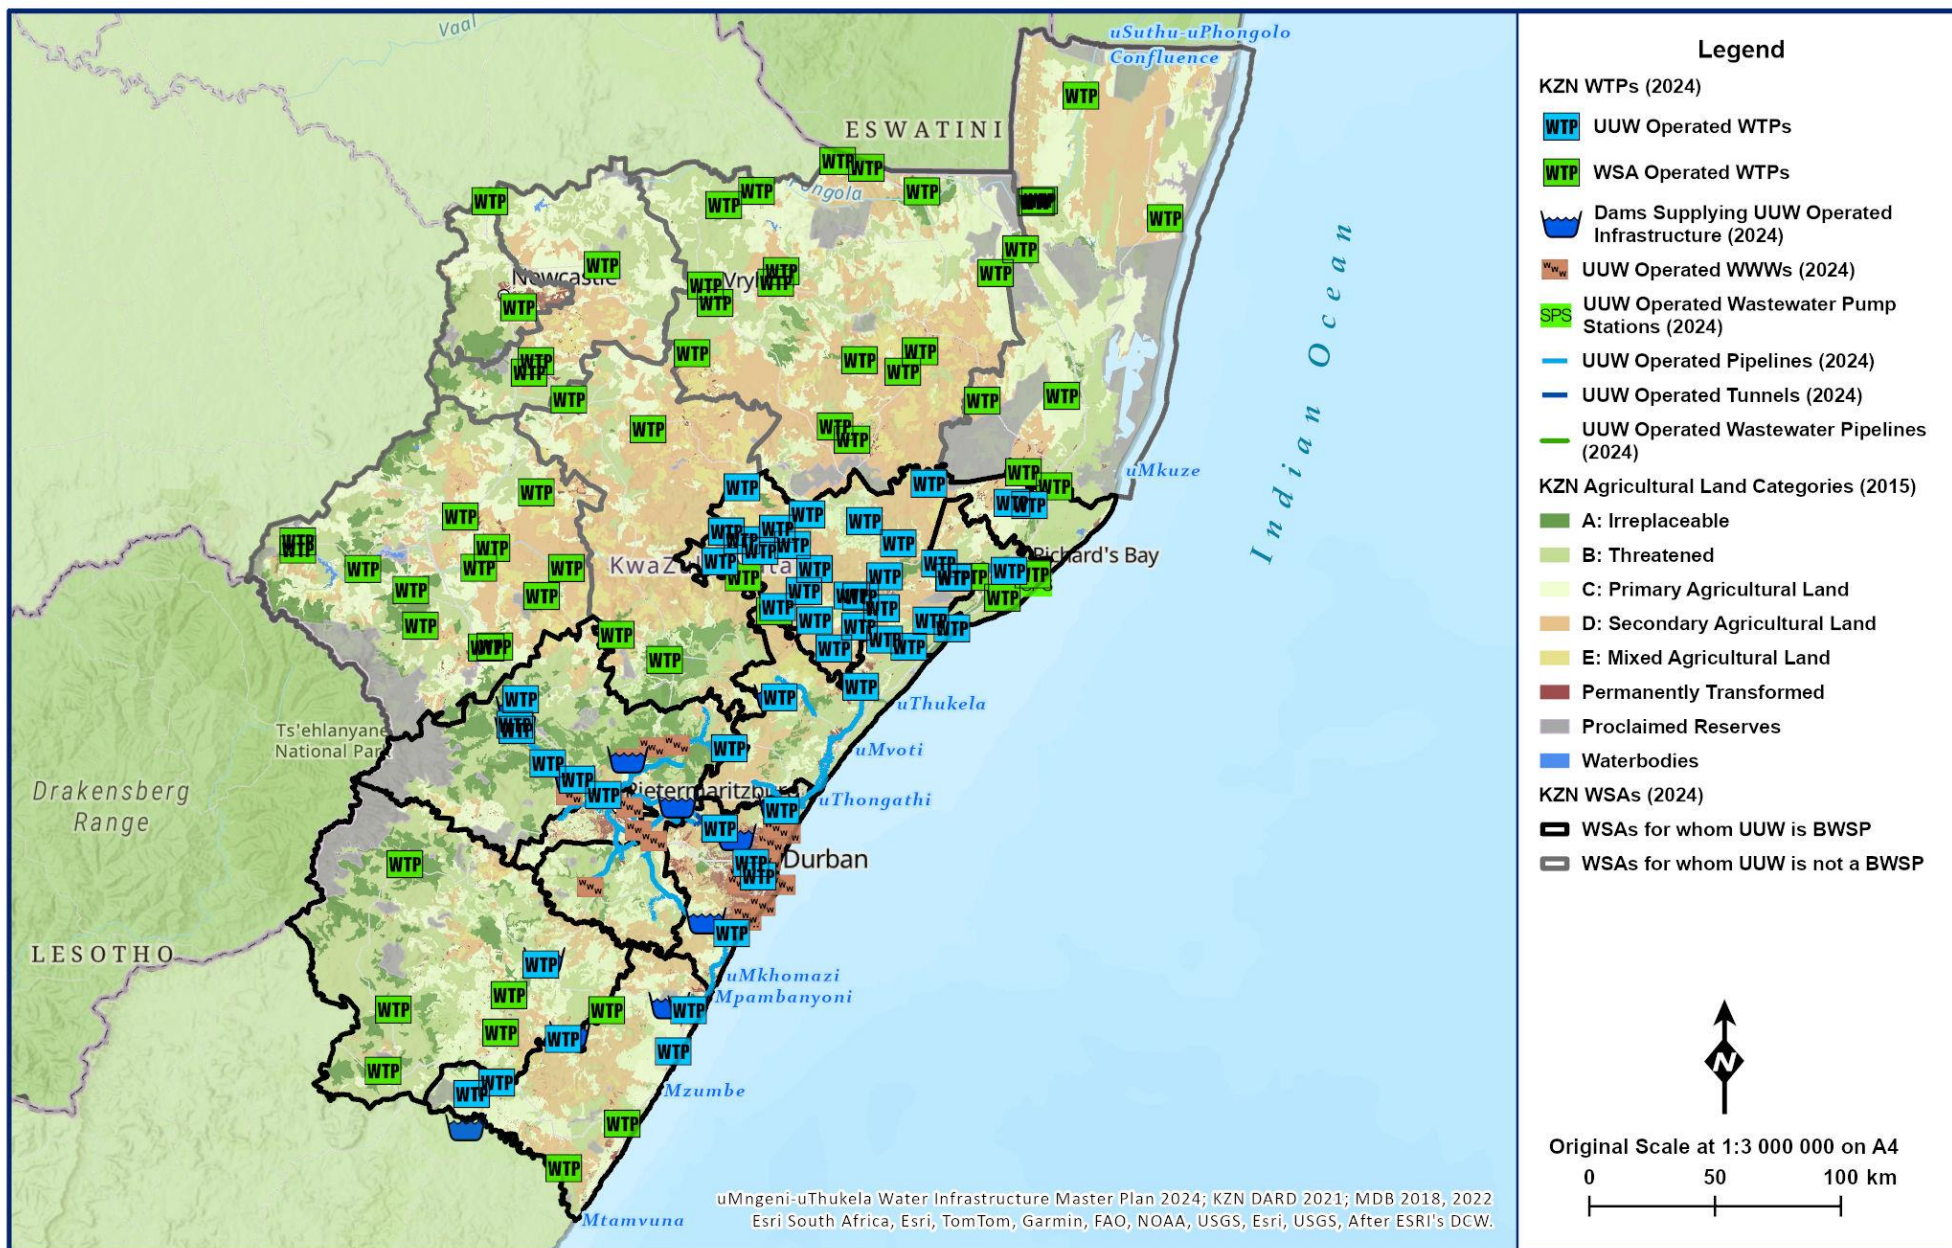 Vaal
uSuthu-uPhongolo
Confluence
ESWATINI
Newcastle
Indian Ocean
uMkuze
Richard's Bay
uThukela
uMvoti
Ts'ehlanyane
National Park
Drakensberg
Range
Pietermaritzburg
uThongathi
Durban
LESOTHO
uMkhomazi
Mpambanyoni
Mzumbe
Mtamvuna
WTP
SPS
uMngeni-uThukela Water Infrastructure Master Plan 2024; KZN DARD 2021; MDB 2018, 2022
Esri South Africa, Esri, TomTom, Garmin, FAO, NOAA, USGS, Esri, USGS, After ESRI's DCW.
Legend
KZN WTPs (2024)
WTP UUW Operated WTPs
WTP WSA Operated WTPs
Dams Supplying UUW Operated
Infrastructure (2024)
www UUW Operated WWWs (2024)
SPS UUW Operated Wastewater Pump
Stations (2024)
UUW Operated Pipelines (2024)
UUW Operated Tunnels (2024)
UUW Operated Wastewater Pipelines
(2024)
KZN Agricultural Land Categories (2015)
A: Irreplaceable
B: Threatened
C: Primary Agricultural Land
D: Secondary Agricultural Land
E: Mixed Agricultural Land
Permanently Transformed
Proclaimed Reserves
Waterbodies
KZN WSAs (2024)
WSAs for whom UUW is BWSP
WSAs for whom UUW is not a BWSP
N
Original Scale at 1:3 000 000 on A4
0 50 100 km